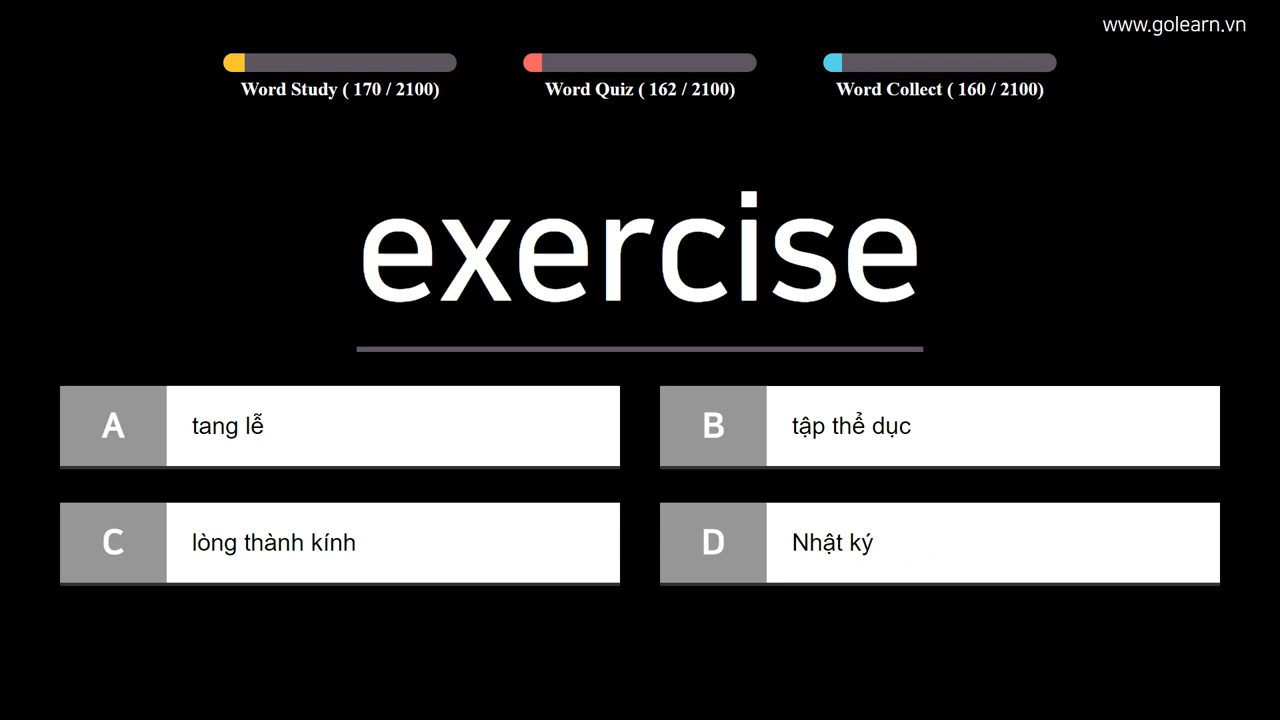 www.golearn.vn
Word Study ( 170 / 2100)
Word Quiz ( 162 / 2100)
Word Collect ( 160 / 2100)
exercise
A tang lễ
B tập thể dục
C lòng thành kính
D Nhật ký